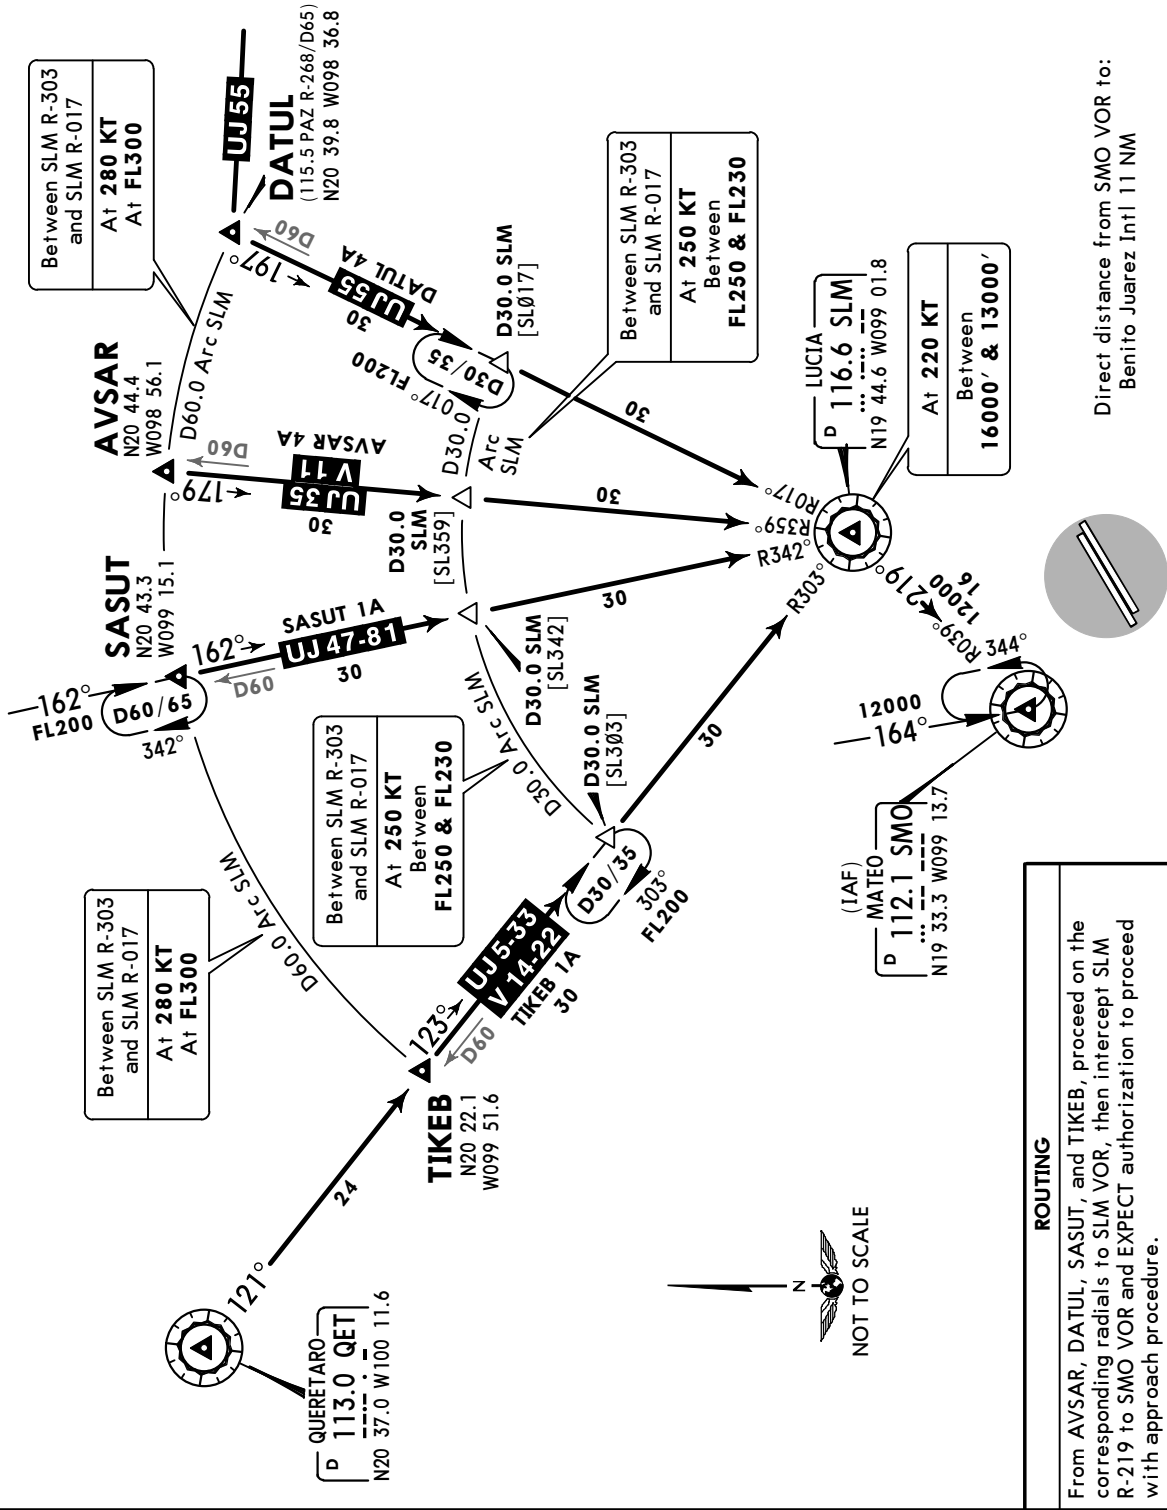 Between SLM R-303
and SLM R-017
At 280 KT
At FL300
UJ 55
DATUL
(115.5 PAZ R-268/D65)
N20 39.8 W098 36.8
AVSAR
N20 44.4
W098 56.1
D60.0 Arc SLM
D60
197°
UJ 55
DATUL 4A
30
D60
179°
UJ 35
V 11
AVSAR 4A
30
SASUT
N20 43.3
W099 15.1
162°
FL200
D60/65
342°
162°
D60
SASUT 1A
UJ 47-81
30
017°
FL200
D30/35
D30.0 SLM
[SLØ17]
D30.0
Arc
SLM
Between SLM R-303
and SLM R-017
At 250 KT
Between
FL250 & FL230
D30.0
SLM
[SL359]
D30.0 SLM
[SL342]
Between SLM R-303
and SLM R-017
At 280 KT
At FL300
D60.0 Arc SLM
Between SLM R-303
and SLM R-017
At 250 KT
Between
FL250 & FL230
D30.0 Arc SLM
D30.0 SLM
[SL3Ø3]
QUERETARO
D 113.0 QET
N20 37.0 W100 11.6
121°
24
TIKEB
N20 22.1
W099 51.6
123°
D60
UJ 5-33
V 14-22
TIKEB 1A
30
D30/35
303°
FL200
30
30
30
30
R017°
R359°
R342°
R303°
LUCIA
D 116.6 SLM
N19 44.6 W099 01.8
At 220 KT
Between
16000' & 13000'
219°
12000
16
R039°
344°
12000
164°
(IAF)
MATEO
D 112.1 SMO
N19 33.3 W099 13.7
Direct distance from SMO VOR to:
Benito Juarez Intl 11 NM
N
NOT TO SCALE
ROUTING
From AVSAR, DATUL, SASUT, and TIKEB, proceed on the
corresponding radials to SLM VOR, then intercept SLM
R-219 to SMO VOR and EXPECT authorization to proceed
with approach procedure.